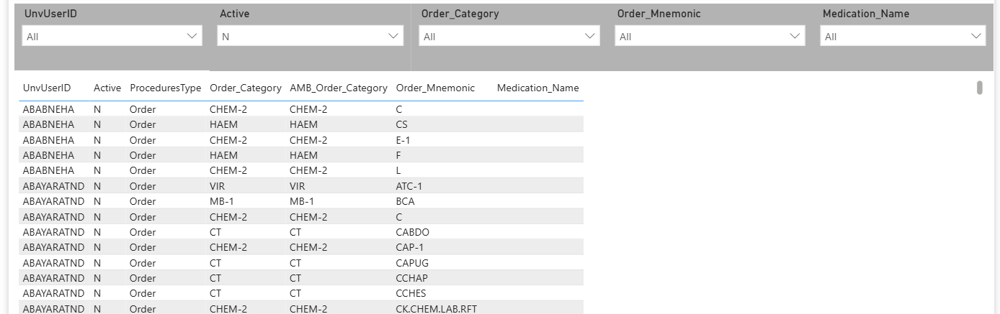 UnvUserID Active Order_Category Order_Mnemonic Medication_Name
All N All All All
UnvUserID Active ProceduresType Order_Category AMB_Order_Category Order_Mnemonic Medication_Name
ABABNEHA N Order CHEM-2 CHEM-2 C
ABABNEHA N Order HAEM HAEM CS
ABABNEHA N Order CHEM-2 CHEM-2 E-1
ABABNEHA N Order HAEM HAEM F
ABABNEHA N Order CHEM-2 CHEM-2 L
ABAYARATND N Order VIR VIR ATC-1
ABAYARATND N Order MB-1 MB-1 BCA
ABAYARATND N Order CHEM-2 CHEM-2 C
ABAYARATND N Order CT CT CABDO
ABAYARATND N Order CHEM-2 CHEM-2 CAP-1
ABAYARATND N Order CT CT CAPUG
ABAYARATND N Order CT CT CCHAP
ABAYARATND N Order CT CT CCHES
ABAYARATND N Order CHEM-2 CHEM-2 CK.CHEM.LAB.RFT